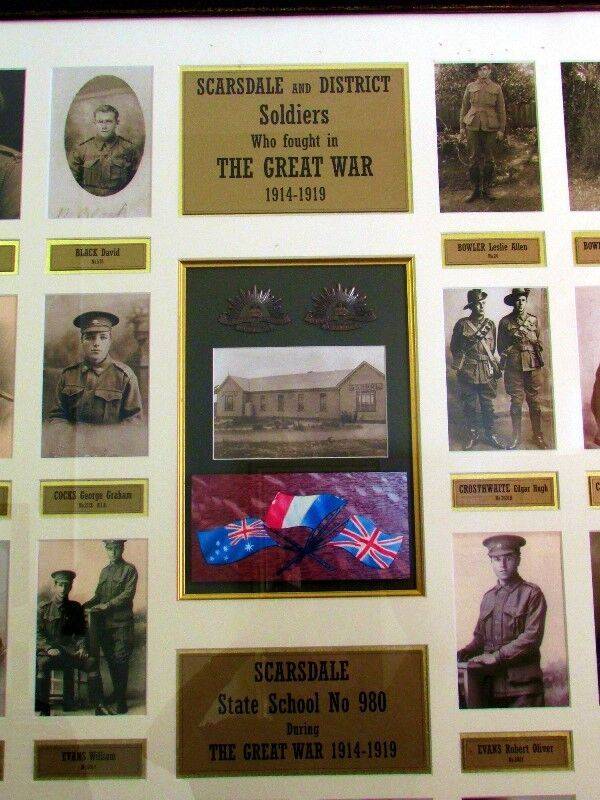 SCARSDALE AND DISTRICT
Soldiers
Who fought in
THE GREAT WAR
1914-1919
BLACK David
BOWLER Leslie Allen
COCKS George Graham
CROSTHWAITE Edgar Hugh
SCARSDALE
State School No 980
During
THE GREAT WAR 1914-1919
EVANS William
EVANS Robert Oliver